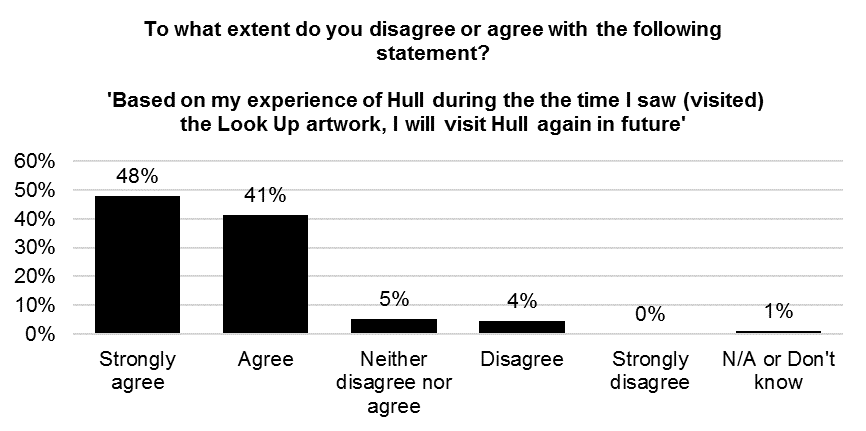 To what extent do you disagree or agree with the following
statement?
'Based on my experience of Hull during the the time I saw (visited)
the Look Up artwork, I will visit Hull again in future'
60%
50%
40%
30%
20%
10%
0%
48%
41%
5%
4%
0%
1%
Strongly
agree
Agree
Neither
disagree nor
agree
Disagree
Strongly
disagree
N/A or Don't
know